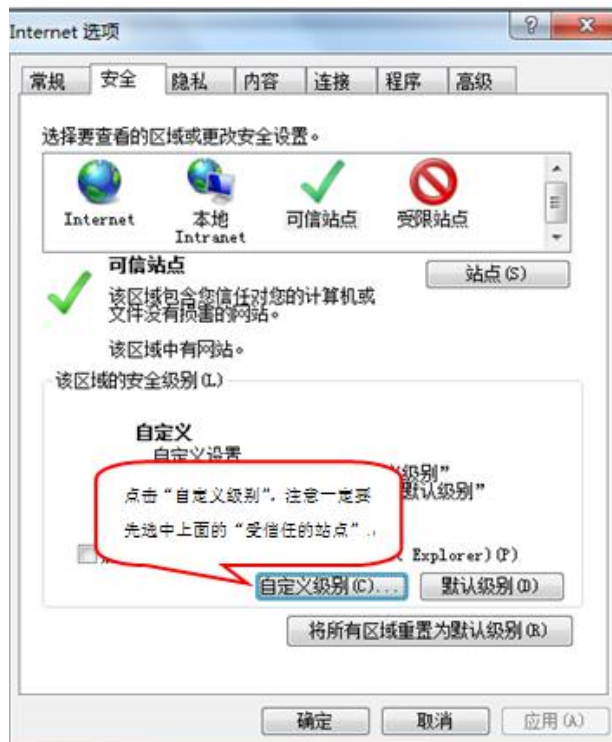 Internet 选项
常规 安全 隐私 内容 连接 程序 高级
选择要查看的区域或更改安全设置。
Internet 本地 Intranet 可信站点 受限站点
可信站点
站点(S)
该区域包含您信任对您的计算机或
文件没有损害的网站。
该区域中有网站。
该区域的安全级别(L)
自定义
自定义设置
级别”
默认级别”
点击“自定义级别”，注意一定要
先选中上面的“受信任的站点”.
Explorer)(P)
自定义级别(C)... 默认级别(D)
将所有区域重置为默认级别(R)
确定 取消 应用(A)